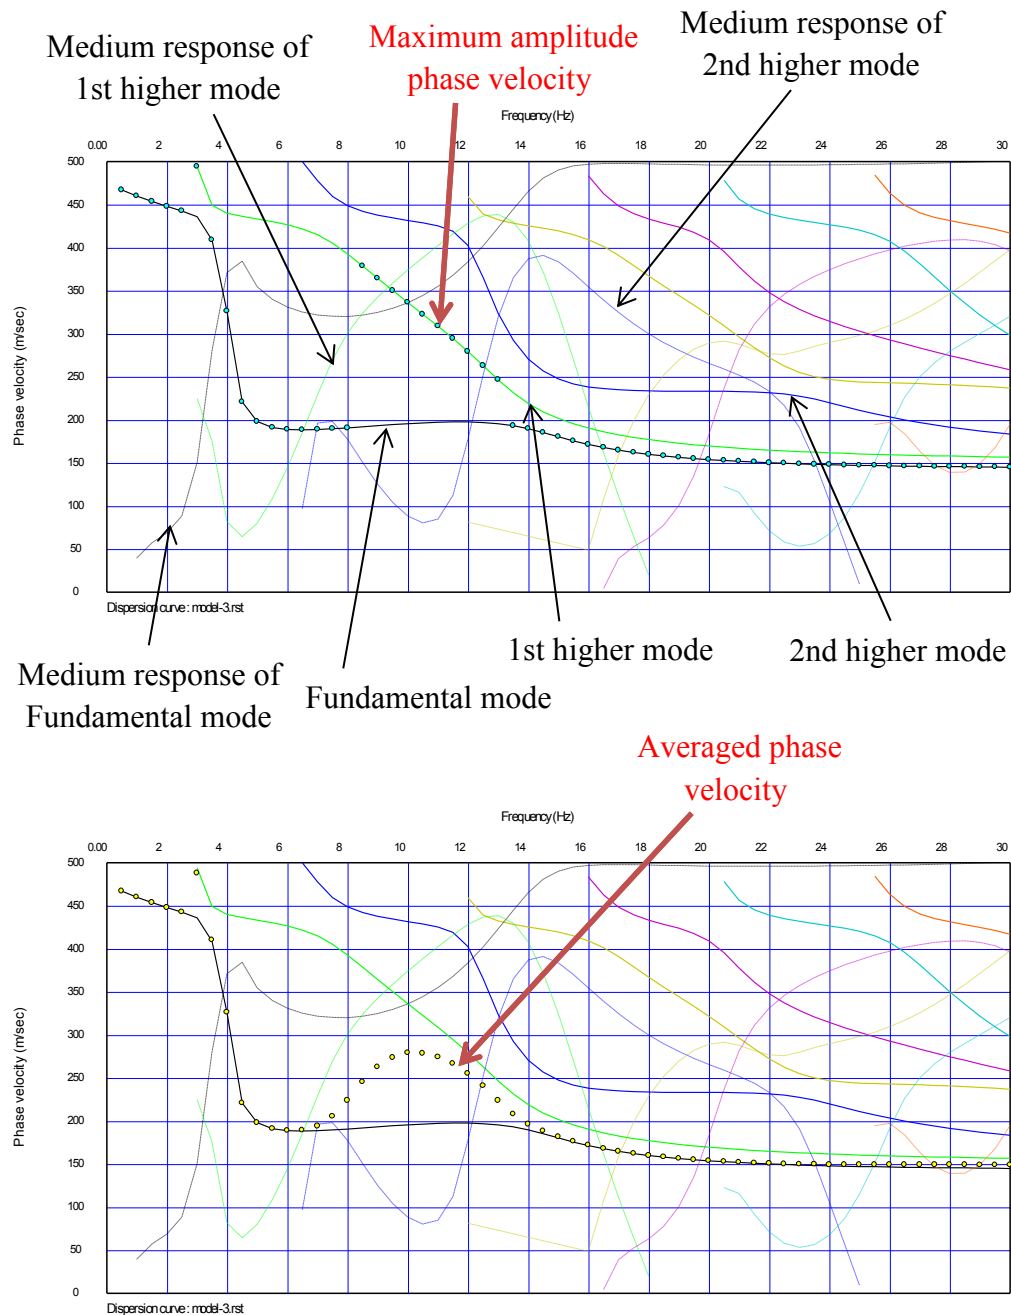 Medium response of
1st higher mode
Maximum amplitude
phase velocity
Medium response of
2nd higher mode
Frequency (Hz)
0.00 2 4 6 8 10 12 14 16 18 20 22 24 26 28 30
500
450
400
350
300
250
200
150
100
50
0
Phase velocity (m/sec)
Dispersion curve : model-3.rst
Medium response of
Fundamental mode
Fundamental mode
1st higher mode
2nd higher mode
Averaged phase
velocity
Frequency (Hz)
0.00 2 4 6 8 10 12 14 16 18 20 22 24 26 28 30
500
450
400
350
300
250
200
150
100
50
0
Phase velocity (m/sec)
Dispersion curve : model-3.rst